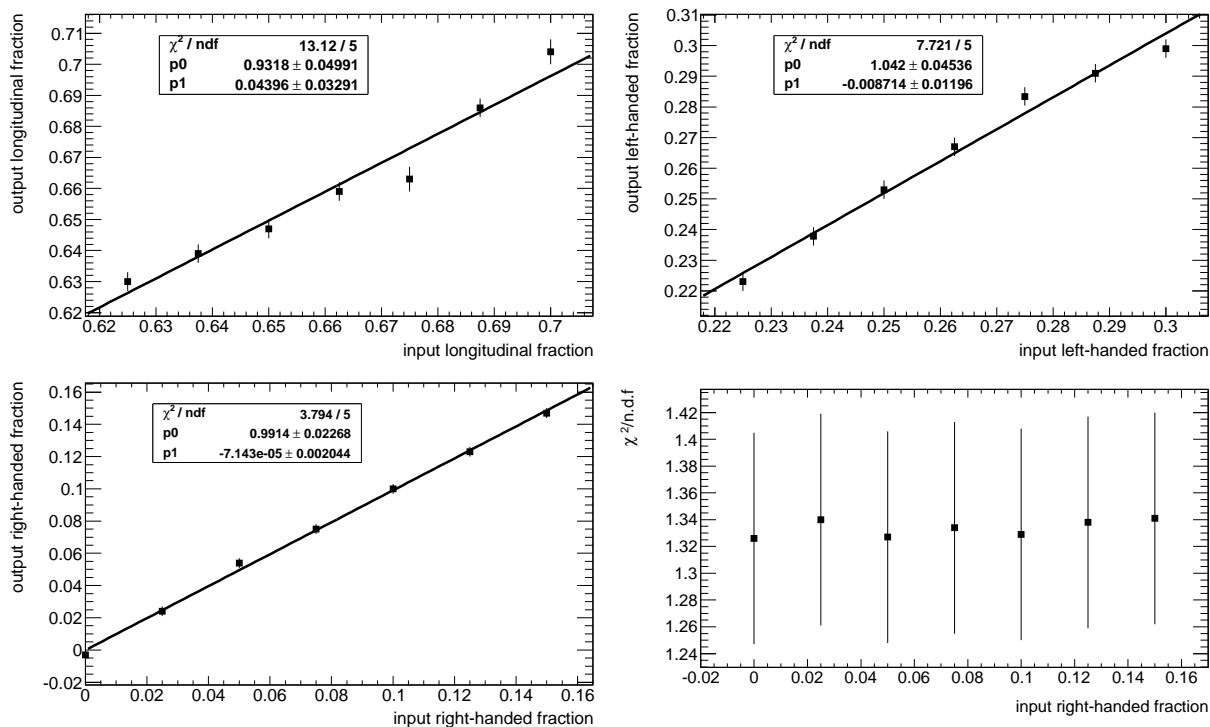 output longitudinal fraction
0.71
0.7
0.69
0.68
0.67
0.66
0.65
0.64
0.63
0.62
χ² / ndf 13.12 / 5
p0 0.9318 ± 0.04991
p1 0.04396 ± 0.03291
0.62 0.63 0.64 0.65 0.66 0.67 0.68 0.69 0.7
input longitudinal fraction
output left-handed fraction
0.31
0.3
0.29
0.28
0.27
0.26
0.25
0.24
0.23
0.22
χ² / ndf 7.721 / 5
p0 1.042 ± 0.04536
p1 -0.008714 ± 0.01196
0.22 0.23 0.24 0.25 0.26 0.27 0.28 0.29 0.3
input left-handed fraction
output right-handed fraction
0.16
0.14
0.12
0.1
0.08
0.06
0.04
0.02
0
-0.02
χ² / ndf 3.794 / 5
p0 0.9914 ± 0.02268
p1 -7.143e-05 ± 0.002044
0 0.02 0.04 0.06 0.08 0.1 0.12 0.14 0.16
input right-handed fraction
χ²/n.d.f
1.42
1.4
1.38
1.36
1.34
1.32
1.3
1.28
1.26
1.24
-0.02 0 0.02 0.04 0.06 0.08 0.1 0.12 0.14 0.16
input right-handed fraction